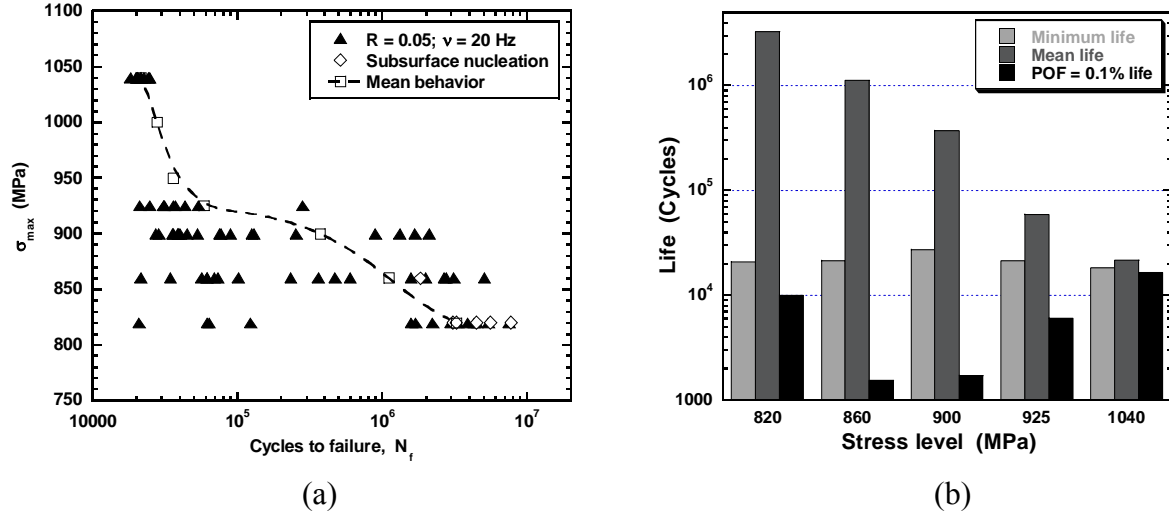 1100
1050
1000
950
900
850
800
750
σmax (MPa)
R = 0.05; ν = 20 Hz
Subsurface nucleation
Mean behavior
10000 10^5 10^6 10^7
Cycles to failure, N_f
(a)
Minimum life
Mean life
POF = 0.1% life
10^6
10^5
10^4
1000
Life (Cycles)
820 860 900 925 1040
Stress level (MPa)
(b)